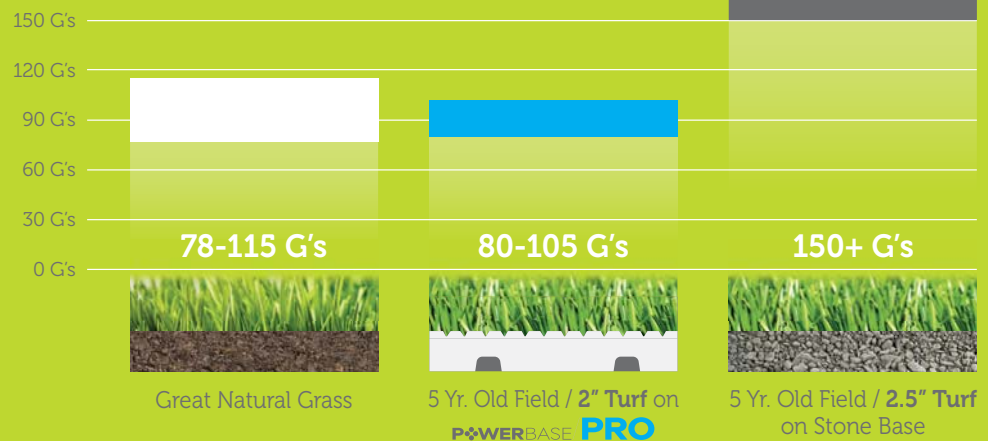 150 G's
120 G's
90 G's
60 G's
30 G's
0 G's
78-115 G's
80-105 G's
150+ G's
Great Natural Grass
5 Yr. Old Field / 2" Turf on
POWERBASE PRO
5 Yr. Old Field / 2.5" Turf
on Stone Base